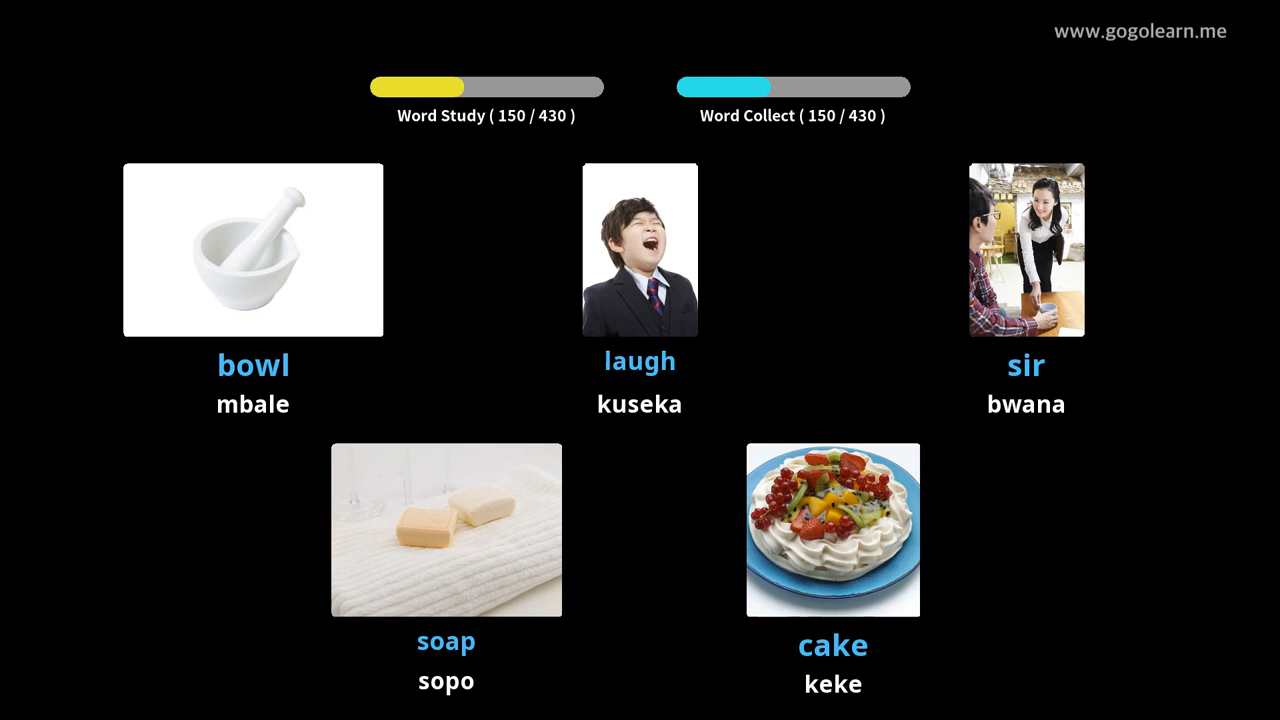 www.gogolearn.me
Word Study ( 150 / 430 )
Word Collect ( 150 / 430 )
bowl
mbale
laugh
kuseka
sir
bwana
soap
sopo
cake
keke